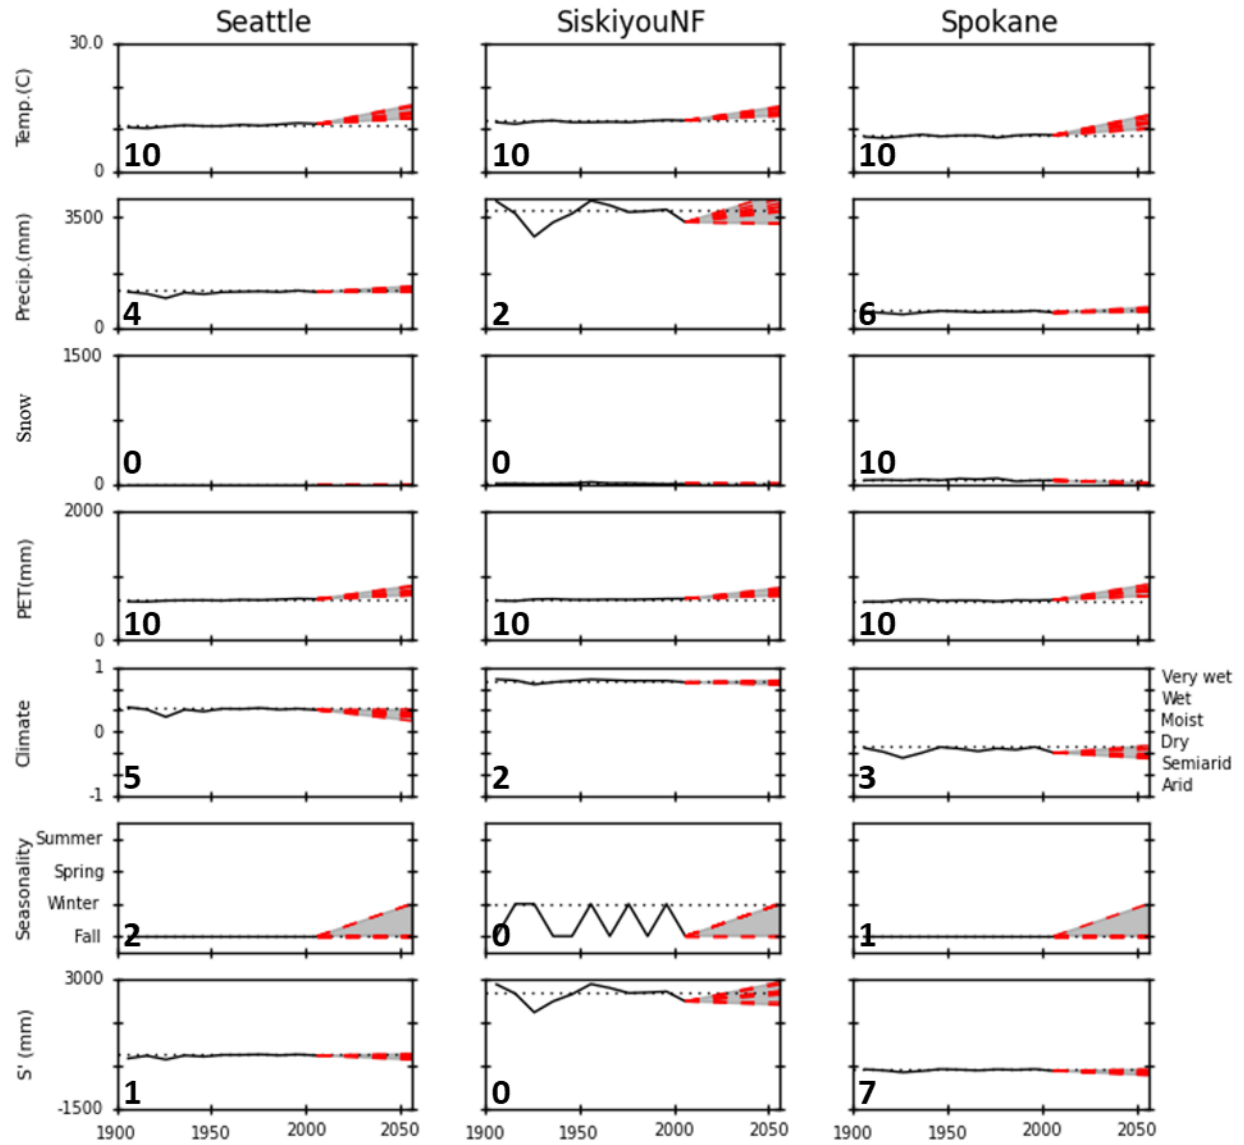 Seattle SiskiyouNF Spokane
30.0
Temp.(C)
10 10 10
0
3500
Precip.(mm)
4 2 6
0
1500
Snow
0 0 10
0
2000
PET(mm)
10 10 10
0
1 Very wet
Wet
Climate Moist
0 Dry
5 2 3 Semiarid
-1 Arid
Summer
Seasonality
Spring
Winter
Fall 2 0 1
3000
S' (mm)
1 0 7
-1500
1900 1950 2000 2050 1900 1950 2000 2050 1900 1950 2000 2050